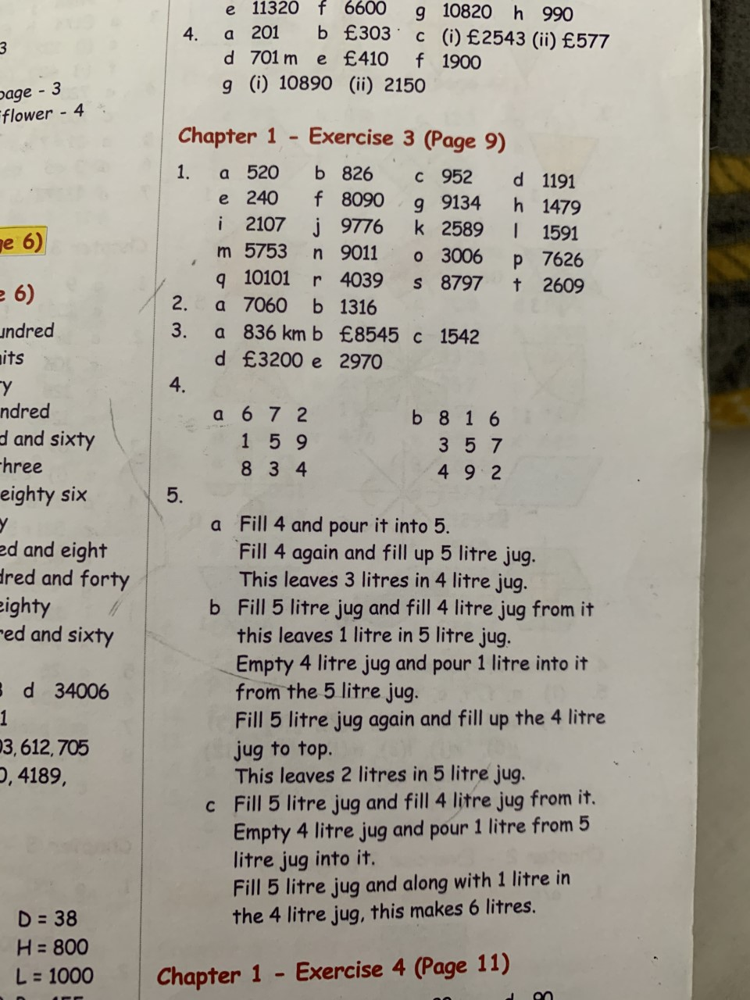 3
page - 3
flower - 4
ge 6)
e 6)
undred
its
ry
ndred
d and sixty
three
eighty six
y
ed and eight
dred and forty
eighty
red and sixty
d 34006
1
03, 612, 705
0, 4189,
D = 38
H = 800
L = 1000
e 11320 f 6600 g 10820 h 990
4. a 201 b £303 c (i) £2543 (ii) £577
d 701 m e £410 f 1900
g (i) 10890 (ii) 2150
Chapter 1 - Exercise 3 (Page 9)
1. a 520 b 826 c 952 d 1191
e 240 f 8090 g 9134 h 1479
i 2107 j 9776 k 2589 l 1591
m 5753 n 9011 o 3006 p 7626
q 10101 r 4039 s 8797 t 2609
2. a 7060 b 1316
3. a 836 km b £8545 c 1542
d £3200 e 2970
4.
a 6 7 2 b 8 1 6
1 5 9 3 5 7
8 3 4 4 9 2
5.
a Fill 4 and pour it into 5.
Fill 4 again and fill up 5 litre jug.
This leaves 3 litres in 4 litre jug.
b Fill 5 litre jug and fill 4 litre jug from it
this leaves 1 litre in 5 litre jug.
Empty 4 litre jug and pour 1 litre into it
from the 5 litre jug.
Fill 5 litre jug again and fill up the 4 litre
jug to top.
This leaves 2 litres in 5 litre jug.
c Fill 5 litre jug and fill 4 litre jug from it.
Empty 4 litre jug and pour 1 litre from 5
litre jug into it.
Fill 5 litre jug and along with 1 litre in
the 4 litre jug, this makes 6 litres.
Chapter 1 - Exercise 4 (Page 11)